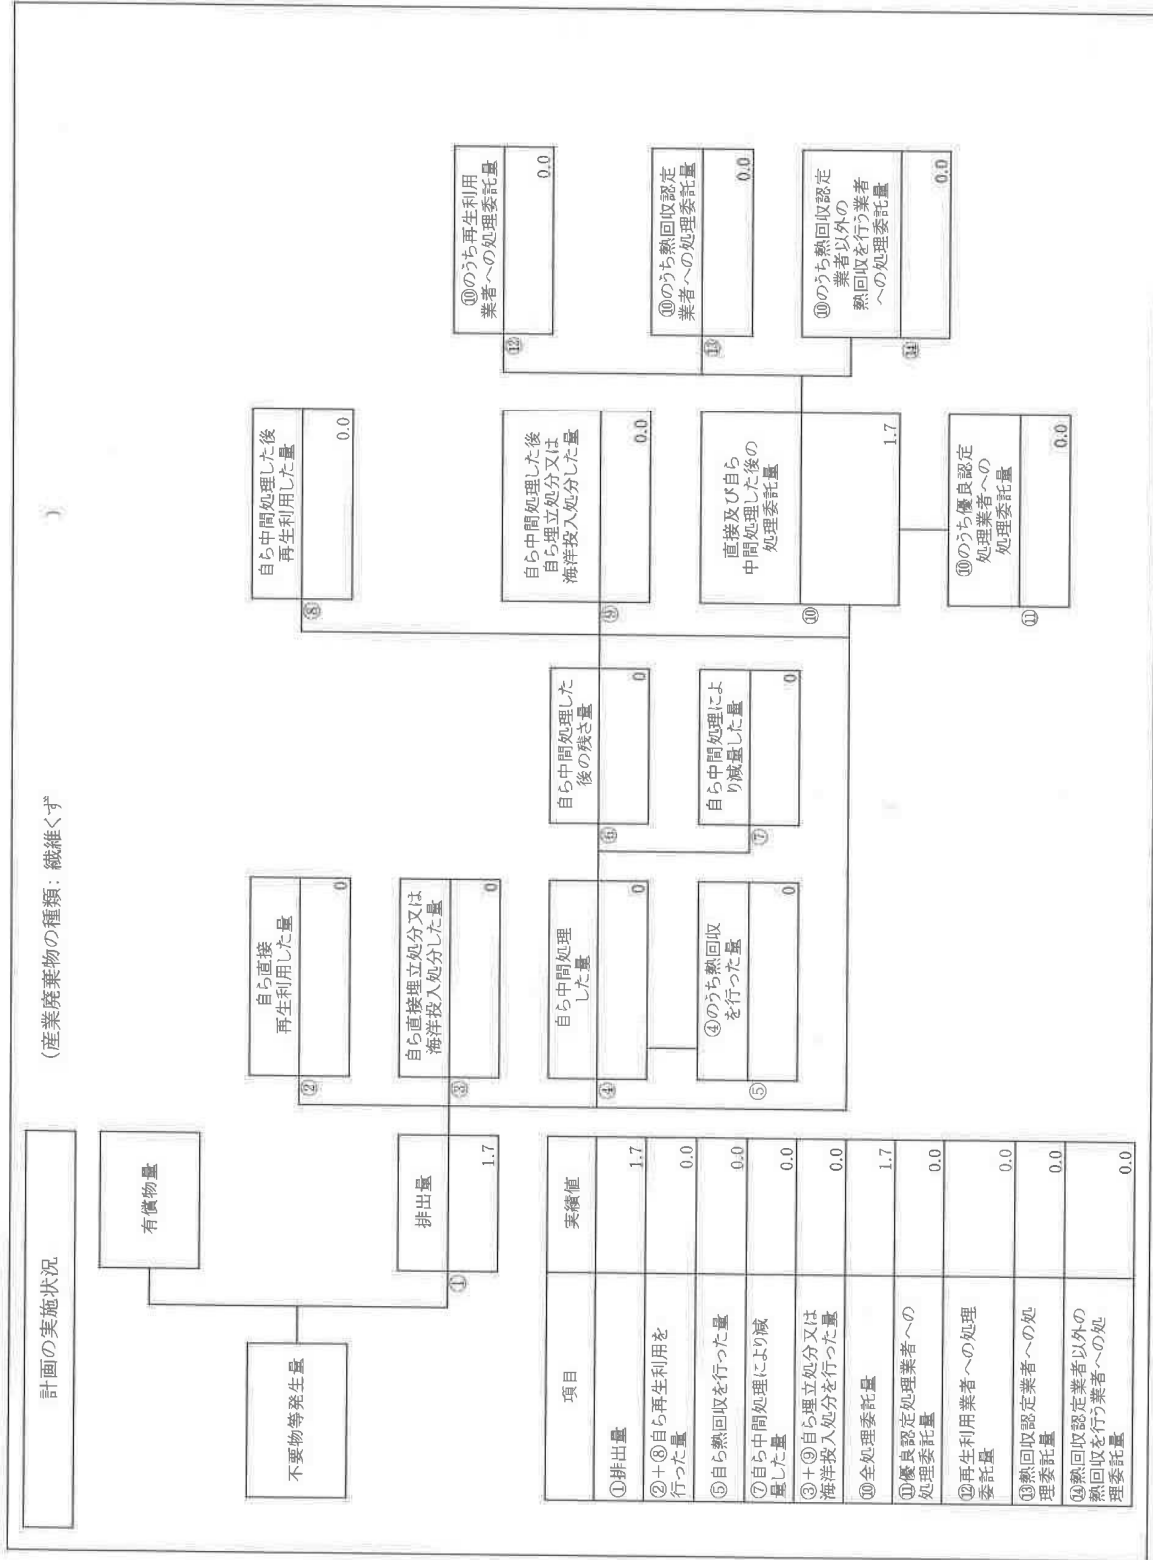 計画の実施状況
(産業廃棄物の種類：繊維くず
)
不要物等発生量
有償物量
①
排出量
1.7
②
自ら直接
再生利用した量
0
③
自ら直接埋立処分又は
海洋投入処分した量
0
④
自ら中間処理
した量
0
⑤
④のうち熱回収
を行った量
0
⑥
自ら中間処理した
後の残さ量
0
⑦
自ら中間処理によ
り減量した量
0
⑧
自ら中間処理した後
再生利用した量
0.0
⑨
自ら中間処理した後
自ら埋立処分又は
海洋投入処分した量
0.0
⑩
直接及び自ら
中間処理した後の
処理委託量
1.7
⑪
⑩のうち優良認定
処理業者への
処理委託量
0.0
⑫
⑩のうち再生利用
業者への処理委託量
0.0
⑬
⑩のうち熱回収認定
業者への処理委託量
0.0
⑭
⑩のうち熱回収認定
業者以外の
熱回収を行う業者
への処理委託量
0.0
項目
実績値
①排出量
1.7
②＋⑧自ら再生利用を
行った量
0.0
⑤自ら熱回収を行った量
0.0
⑦自ら中間処理により減
量した量
0.0
③＋⑨自ら埋立処分又は
海洋投入処分を行った量
0.0
⑩全処理委託量
1.7
⑪優良認定処理業者への
処理委託量
0.0
⑫再生利用業者への処理
委託量
0.0
⑬熱回収認定業者への処
理委託量
0.0
⑭熱回収認定業者以外の
熱回収を行う業者への処
理委託量
0.0